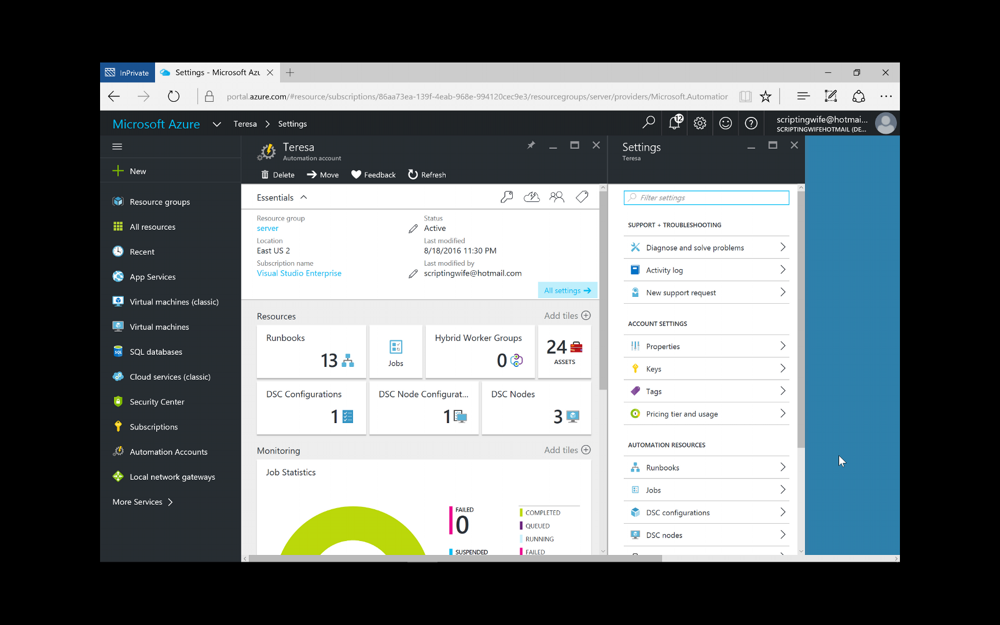 InPrivate
Settings - Microsoft Azu
portal.azure.com/#resource/subscriptions/86aa73ea-139f-4eab-968e-994120cec9e3/resourcegroups/server/providers/Microsoft.Automation
Microsoft Azure
Teresa > Settings
12
scriptingwife@hotmai...
SCRIPTINGWIFEHOTMAIL (DE...
New
Resource groups
All resources
Recent
App Services
Virtual machines (classic)
Virtual machines
SQL databases
Cloud services (classic)
Security Center
Subscriptions
Automation Accounts
Local network gateways
More Services >
Teresa
Automation account
Delete Move Feedback Refresh
Essentials
Resource group
server
Location
East US 2
Subscription name
Visual Studio Enterprise
Status
Active
Last modified
8/18/2016 11:30 PM
Last modified by
scriptingwife@hotmail.com
All settings →
Resources
Add tiles
Runbooks
13
Jobs
Hybrid Worker Groups
0
24
ASSETS
DSC Configurations
1
DSC Node Configurat...
1
DSC Nodes
3
Monitoring
Add tiles
Job Statistics
FAILED
0
SUSPENDED
COMPLETED
QUEUED
RUNNING
FAILED
Settings
Teresa
Filter settings
SUPPORT + TROUBLESHOOTING
Diagnose and solve problems
Activity log
New support request
ACCOUNT SETTINGS
Properties
Keys
Tags
Pricing tier and usage
AUTOMATION RESOURCES
Runbooks
Jobs
DSC configurations
DSC nodes